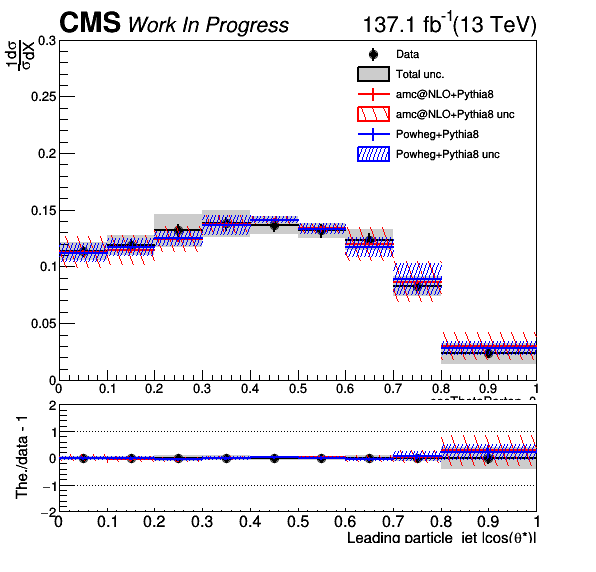 CMS Work In Progress 137.1 fb⁻¹(13 TeV)
1dσ
σdX
0.3
0.25
0.2
0.15
0.1
0.05
0
Data
Total unc.
amc@NLO+Pythia8
amc@NLO+Pythia8 unc
Powheg+Pythia8
Powheg+Pythia8 unc
0 0.1 0.2 0.3 0.4 0.5 0.6 0.7 0.8 0.9 1
The./data - 1
2
1
0
−1
−2
0 0.1 0.2 0.3 0.4 0.5 0.6 0.7 0.8 0.9 1
Leading particle jet |cos(θ*)|